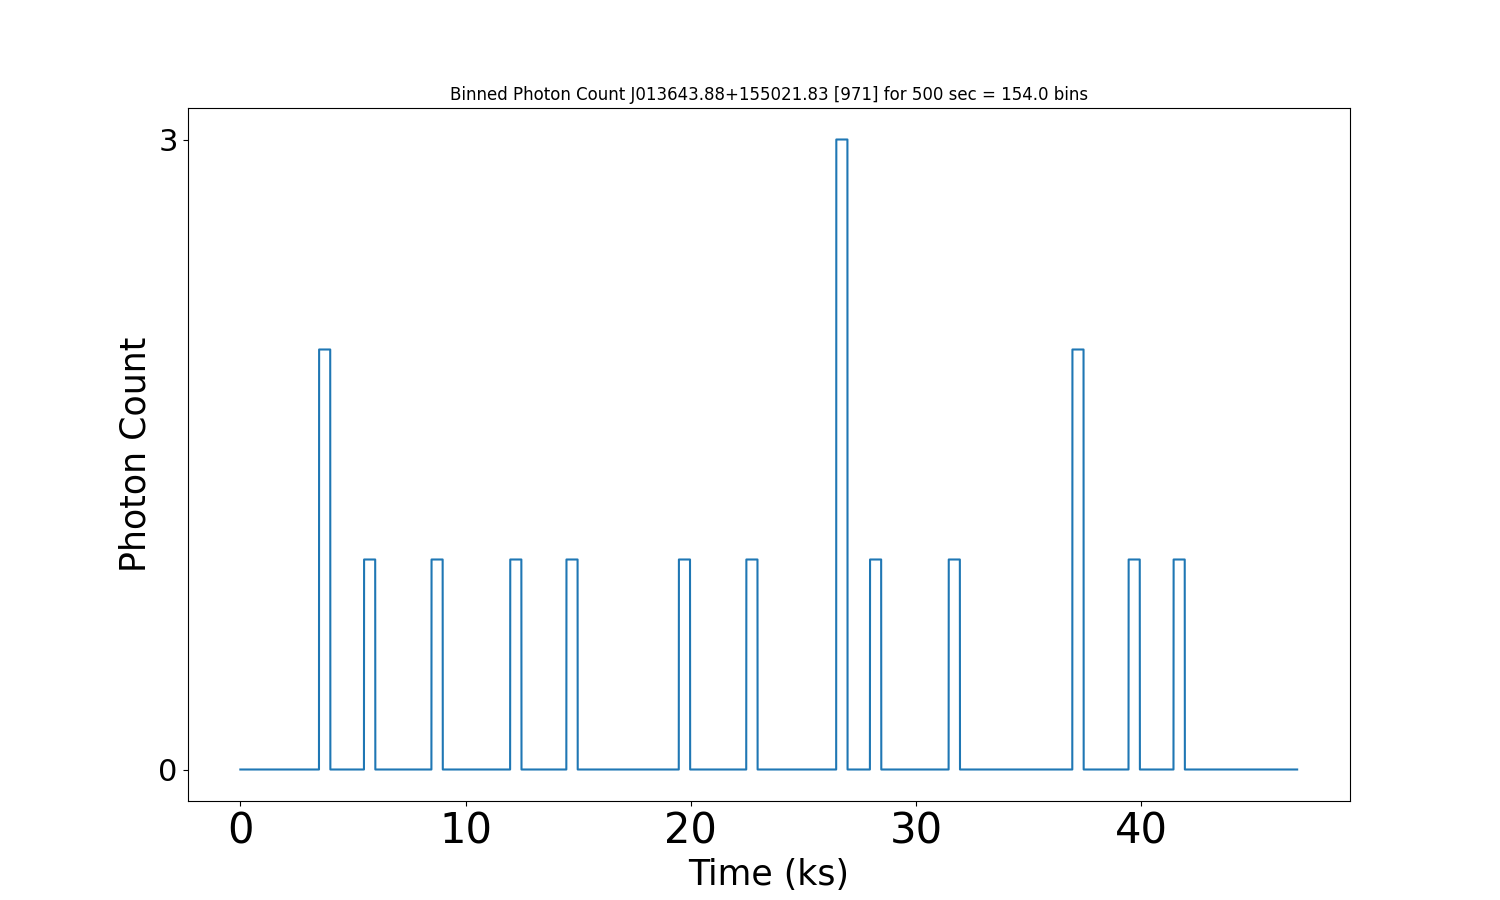 Binned Photon Count J013643.88+155021.83 [971] for 500 sec = 154.0 bins
3
Photon Count
0
0 10 20 30 40
Time (ks)